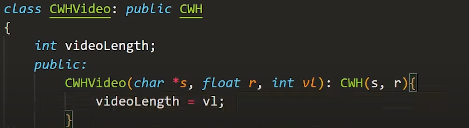 class CWHVideo: public CWH
{
    int videoLength;
    public:
        CWHVideo(char *s, float r, int vl): CWH(s, r){
            videoLength = vl;
        }